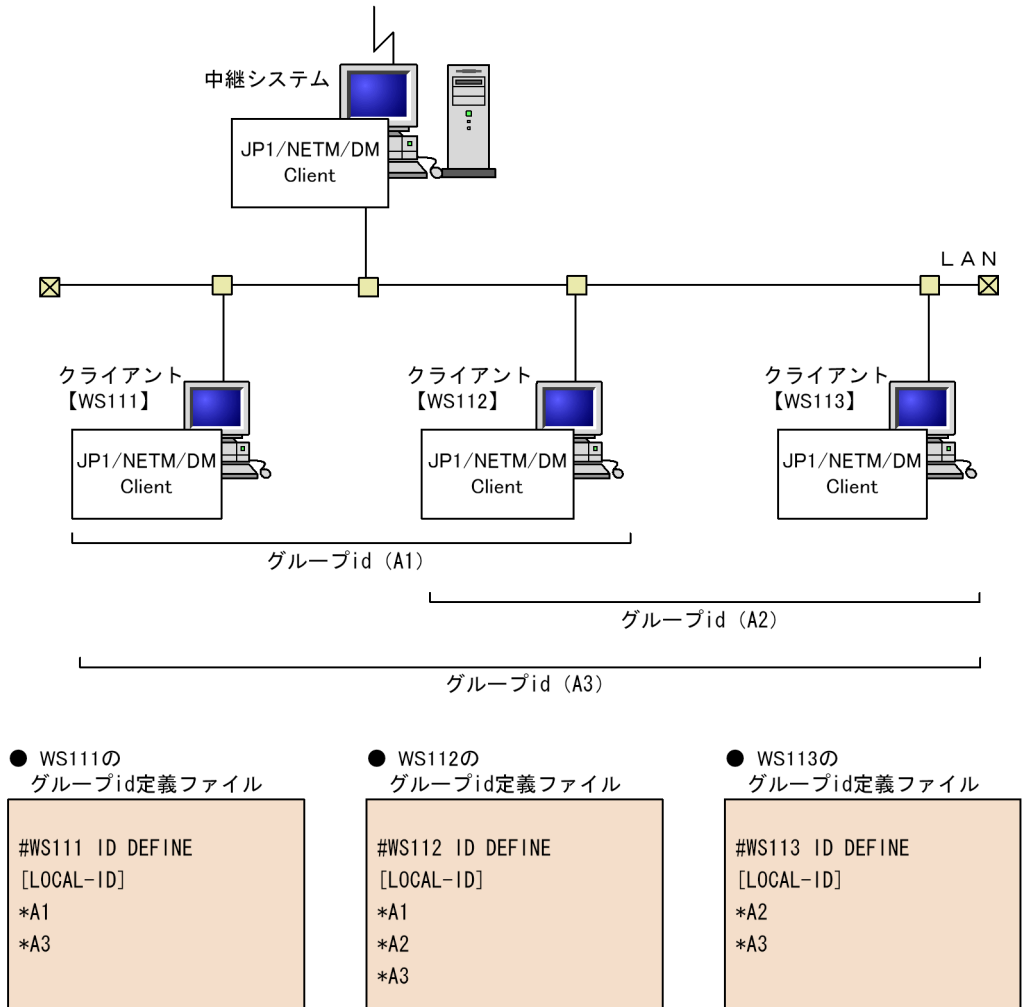 中継システム
JP1/NETM/DM
Client
ＬＡＮ
クライアント
【WS111】
JP1/NETM/DM
Client
クライアント
【WS112】
JP1/NETM/DM
Client
クライアント
【WS113】
JP1/NETM/DM
Client
グループid（A1）
グループid（A2）
グループid（A3）
● WS111の
グループid定義ファイル
#WS111 ID DEFINE
[LOCAL-ID]
*A1
*A3
● WS112の
グループid定義ファイル
#WS112 ID DEFINE
[LOCAL-ID]
*A1
*A2
*A3
● WS113の
グループid定義ファイル
#WS113 ID DEFINE
[LOCAL-ID]
*A2
*A3